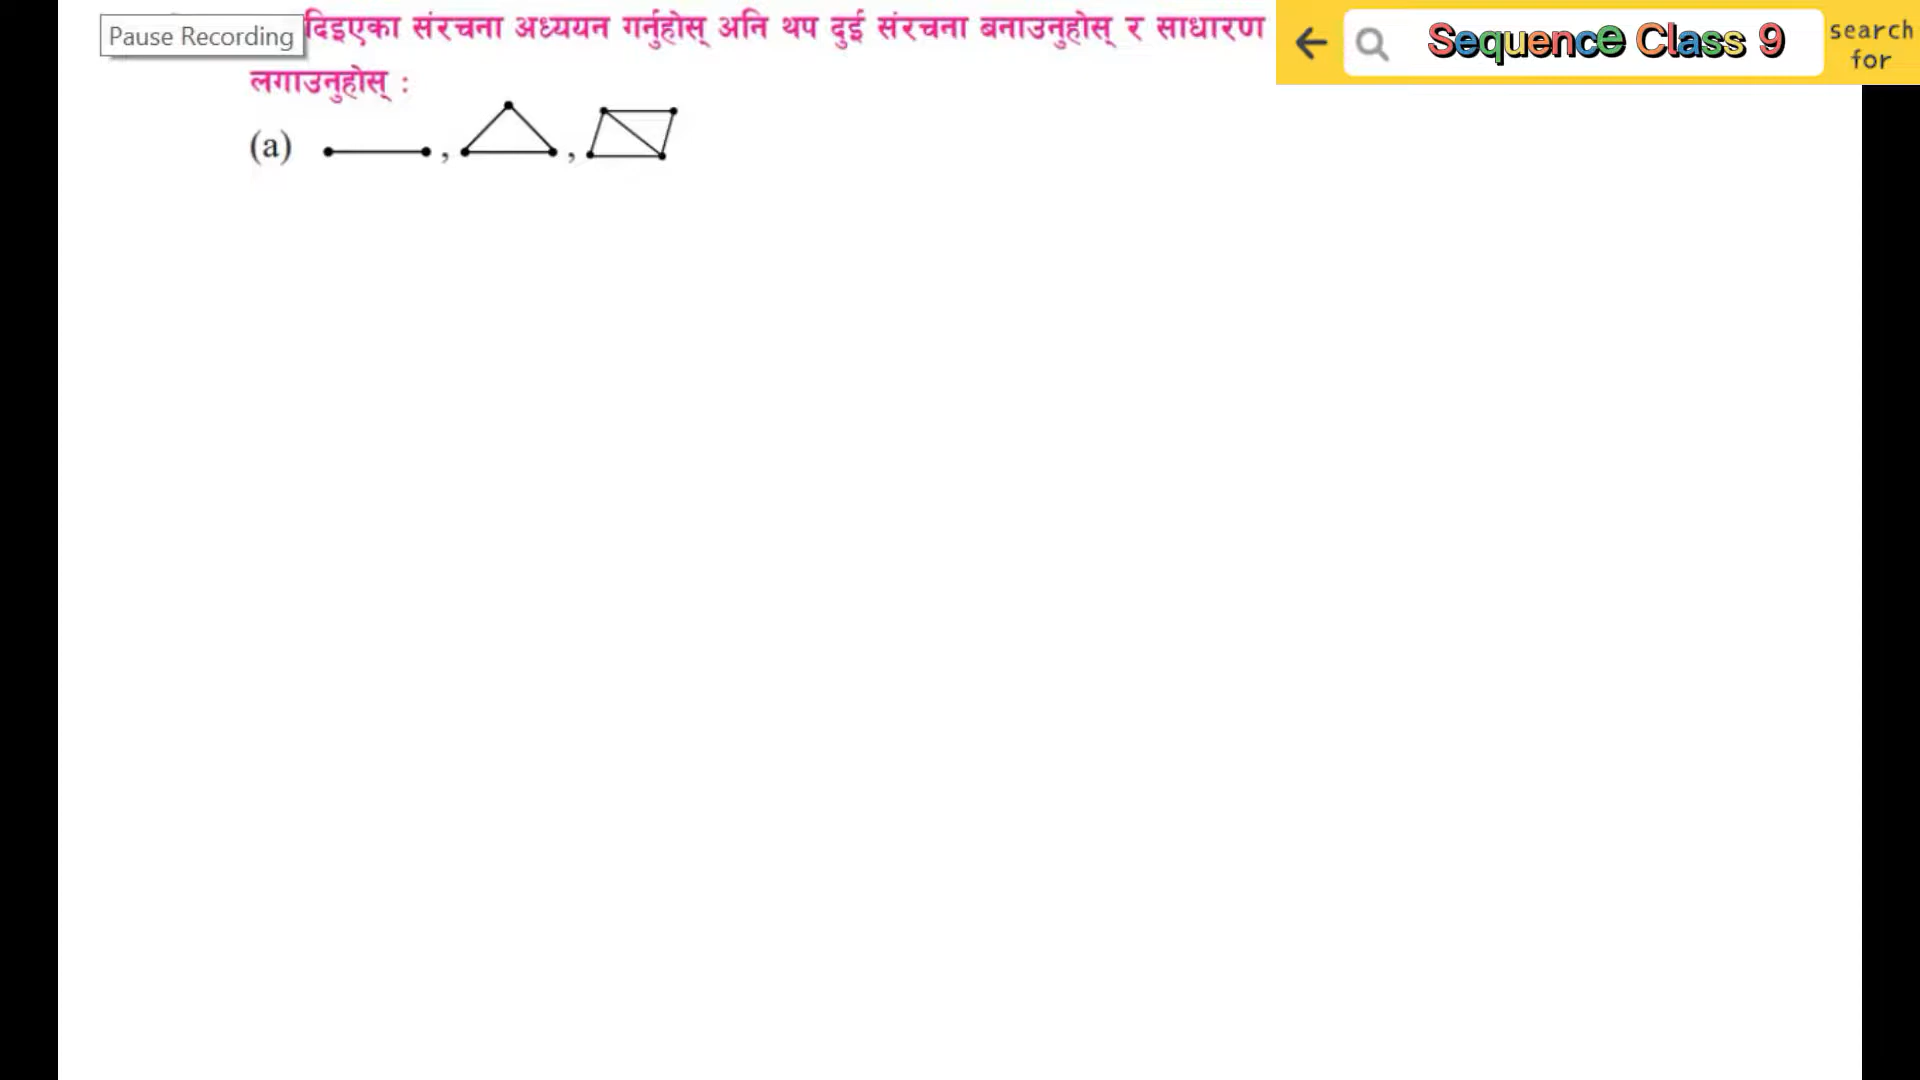 Pause Recording
दिइएका संरचना अध्ययन गर्नुहोस् अनि थप दुई संरचना बनाउनुहोस् र साधारण
लगाउनुहोस् :
(a) , ,
Sequence Class 9
search
for